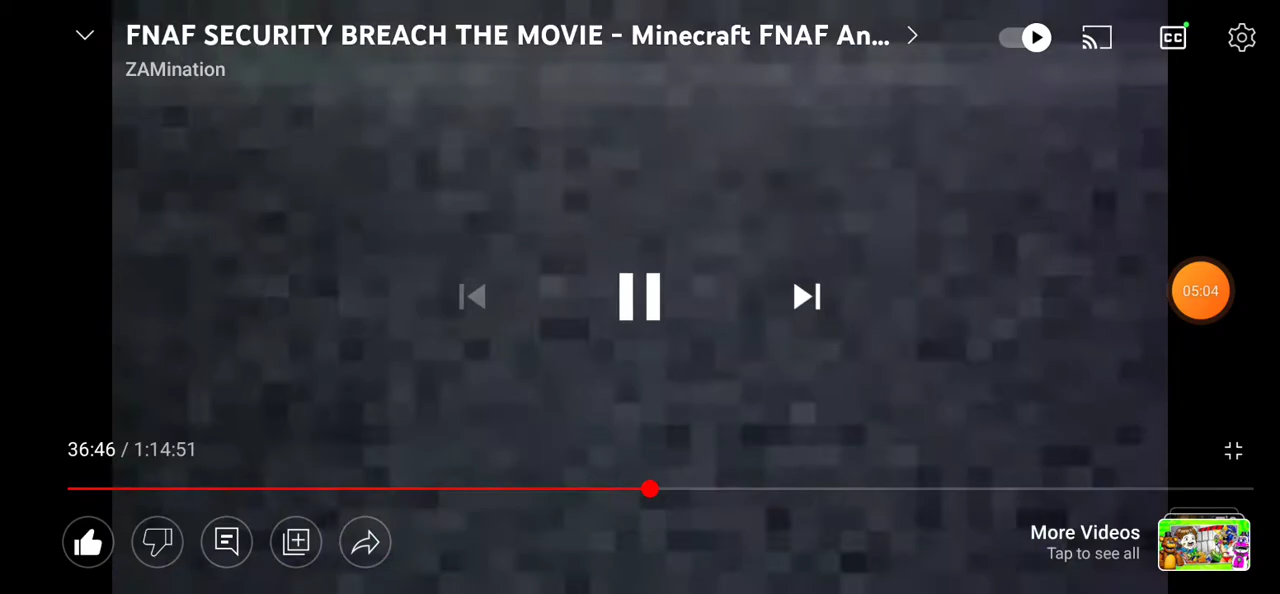 FNAF SECURITY BREACH THE MOVIE - Minecraft FNAF An...
ZAMination
CC
05:04
36:46 / 1:14:51
More Videos
Tap to see all